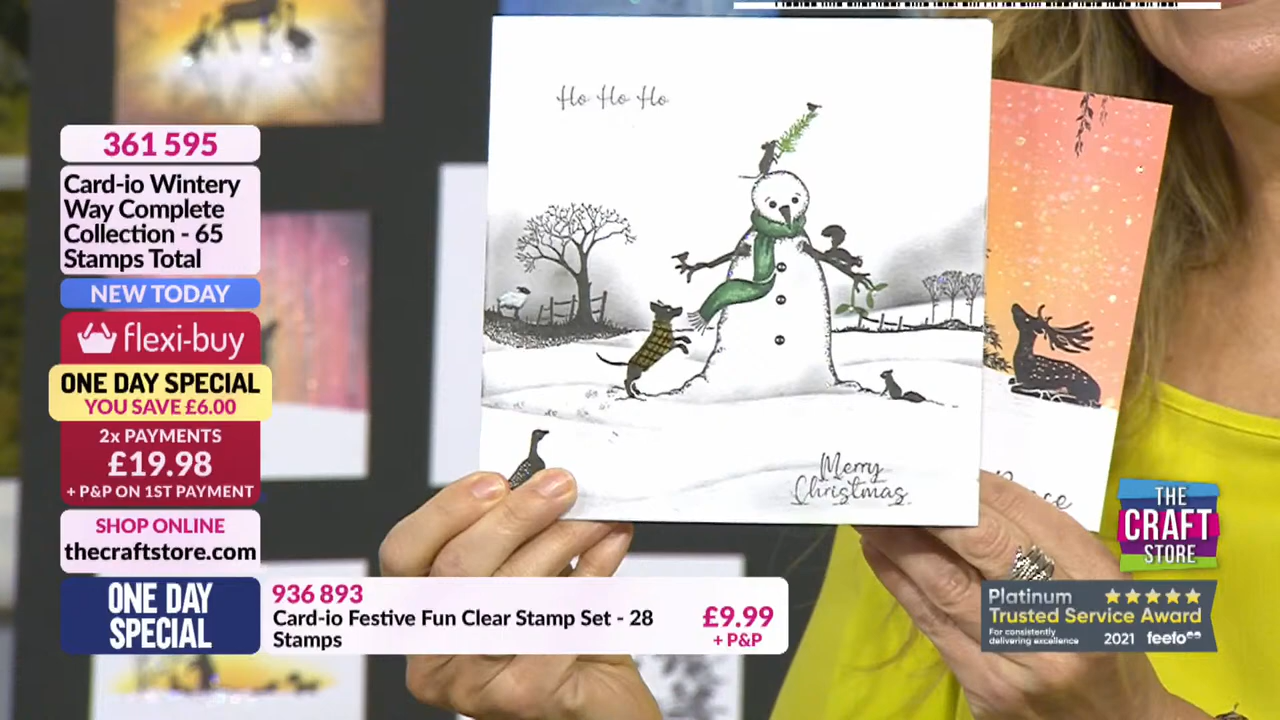 361 595
Card-io Wintery
Way Complete
Collection - 65
Stamps Total
NEW TODAY
flexi-buy
ONE DAY SPECIAL
YOU SAVE £6.00
2x PAYMENTS
£19.98
+ P&P ON 1ST PAYMENT
SHOP ONLINE
thecraftstore.com
ONE DAY
SPECIAL
936 893
Card-io Festive Fun Clear Stamp Set - 28
Stamps
£9.99
+ P&P
Ho Ho Ho
Merry
Christmas
THE
CRAFT
STORE
Platinum
Trusted Service Award
For consistently
delivering excellence
2021 feefo